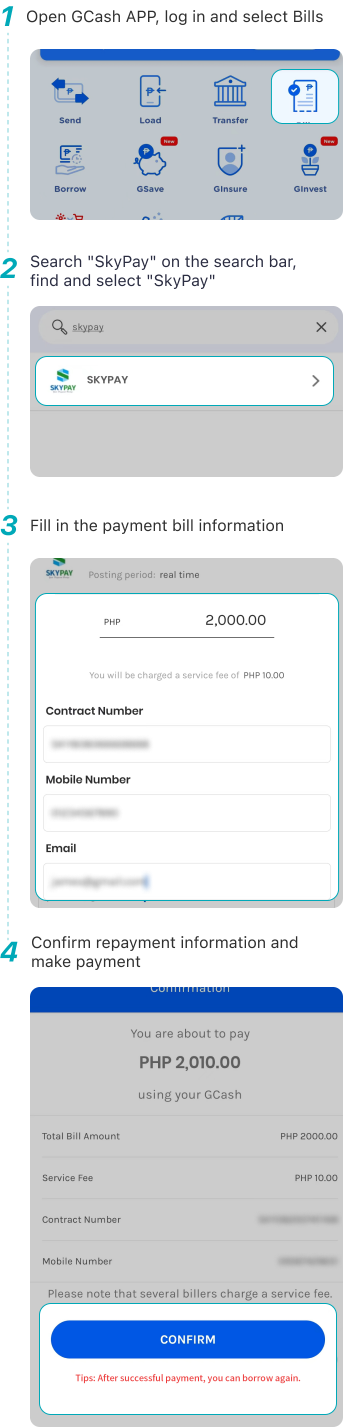 1 Open GCash APP, log in and select Bills
Send Load Transfer
New New
Borrow GSave GInsure GInvest
2 Search "SkyPay" on the search bar,
find and select "SkyPay"
skypay
SKYPAY SKYPAY
3 Fill in the payment bill information
SKYPAY Posting period: real time
PHP 2,000.00
You will be charged a service fee of PHP 10.00
Contract Number
Mobile Number
Email
4 Confirm repayment information and
make payment
Confirmation
You are about to pay
PHP 2,010.00
using your GCash
Total Bill Amount PHP 2000.00
Service Fee PHP 10.00
Contract Number
Mobile Number
Please note that several billers charge a service fee.
CONFIRM
Tips: After successful payment, you can borrow again.